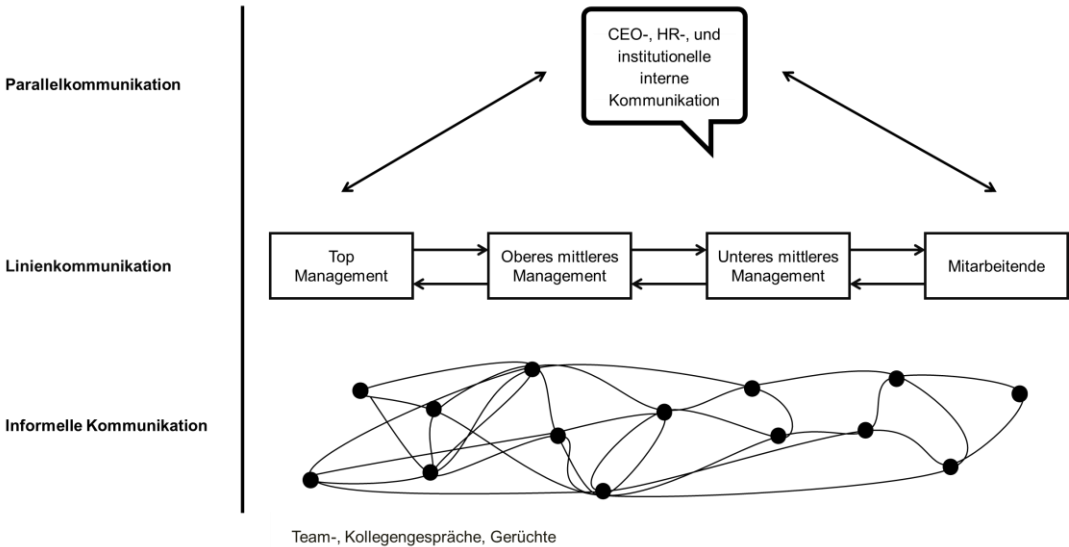 Parallelkommunikation
CEO-, HR-, und
institutionelle
interne
Kommunikation
Linienkommunikation
Top
Management
Oberes mittleres
Management
Unteres mittleres
Management
Mitarbeitende
Informelle Kommunikation
Team-, Kollegengespräche, Gerüchte